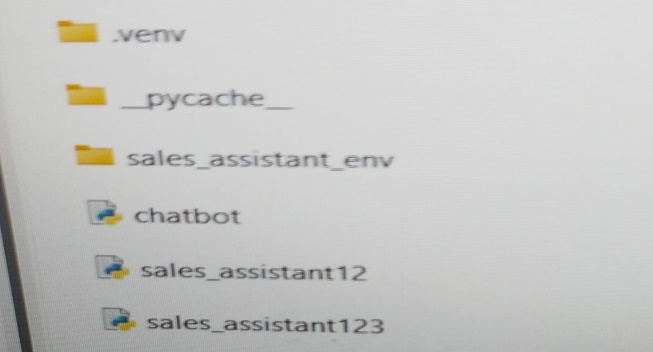 .venv
__pycache__
sales_assistant_env
chatbot
sales_assistant12
sales_assistant123